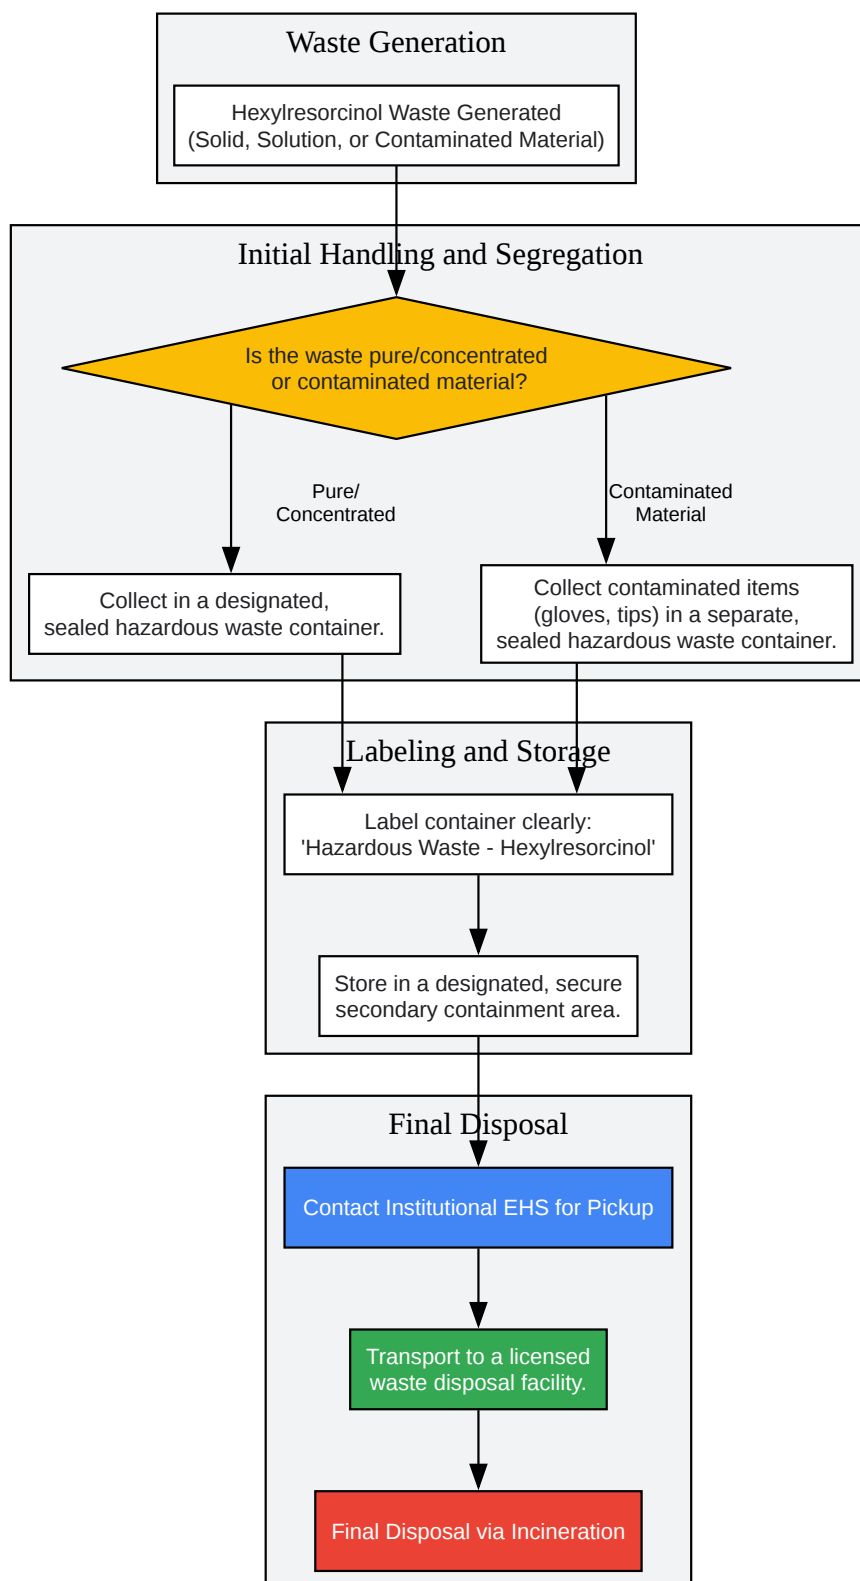 Waste Generation
Hexylresorcinol Waste Generated
(Solid, Solution, or Contaminated Material)
Initial Handling and Segregation
Is the waste pure/concentrated
or contaminated material?
Pure/
Concentrated
Contaminated
Material
Collect in a designated,
sealed hazardous waste container.
Collect contaminated items
(gloves, tips) in a separate,
sealed hazardous waste container.
Labeling and Storage
Label container clearly:
'Hazardous Waste - Hexylresorcinol'
Store in a designated, secure
secondary containment area.
Final Disposal
Contact Institutional EHS for Pickup
Transport to a licensed
waste disposal facility.
Final Disposal via Incineration